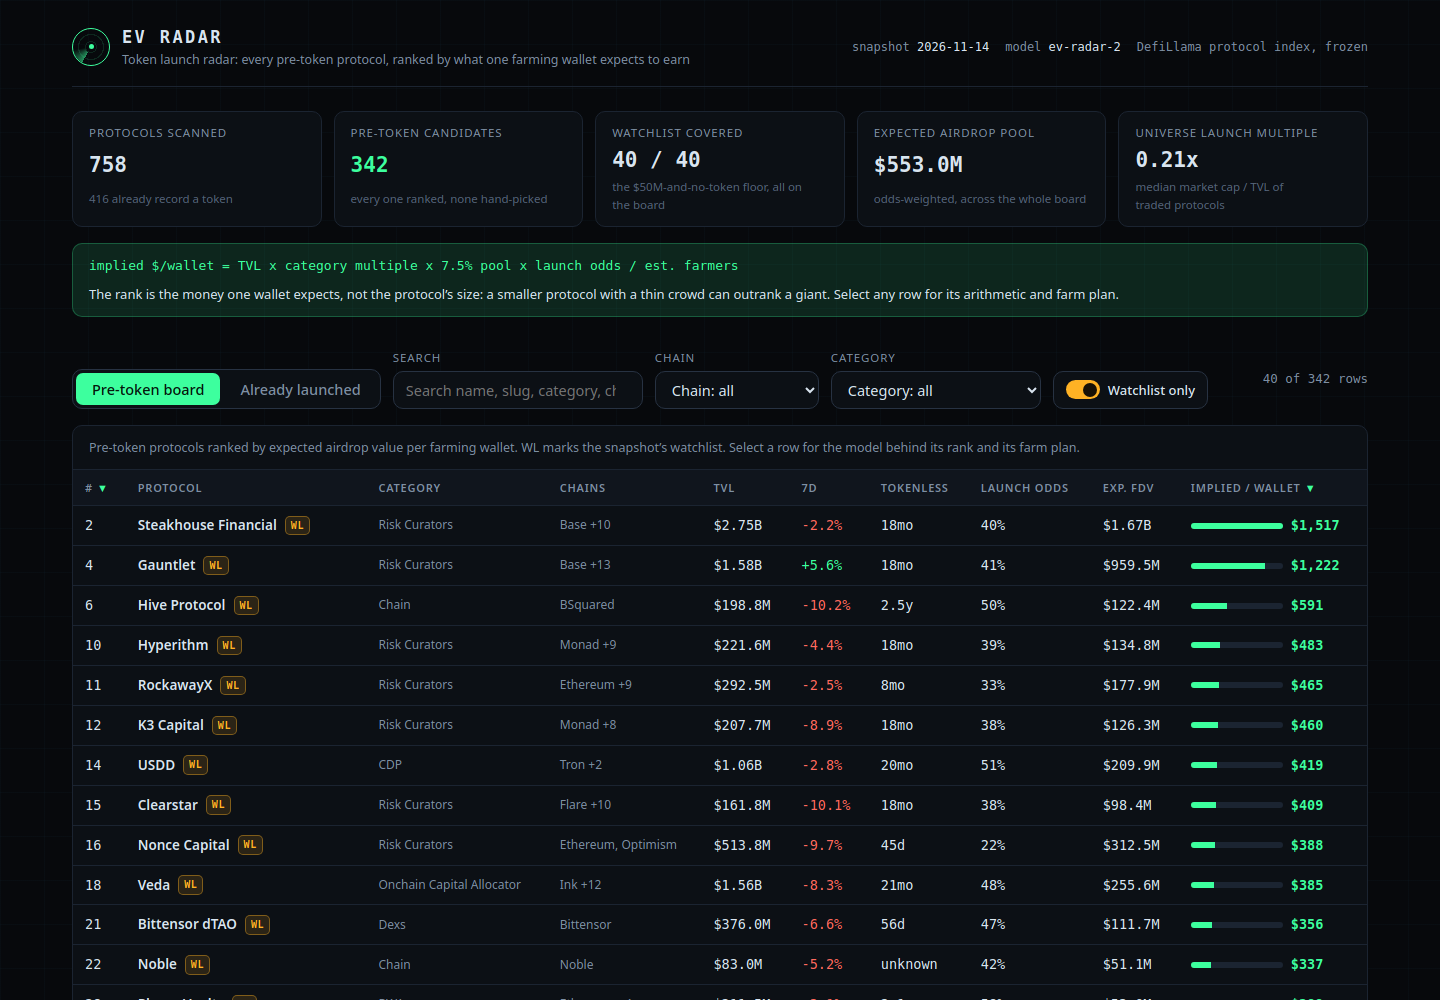 EV RADAR
Token launch radar: every pre-token protocol, ranked by what one farming wallet expects to earn
snapshot 2026-11-14 model ev-radar-2 DefiLlama protocol index, frozen
PROTOCOLS SCANNED
758
416 already record a token
PRE-TOKEN CANDIDATES
342
every one ranked, none hand-picked
WATCHLIST COVERED
40 / 40
the $50M-and-no-token floor, all on
the board
EXPECTED AIRDROP POOL
$553.0M
odds-weighted, across the whole board
UNIVERSE LAUNCH MULTIPLE
0.21x
median market cap / TVL of
traded protocols
implied $/wallet = TVL x category multiple x 7.5% pool x launch odds / est. farmers
The rank is the money one wallet expects, not the protocol's size: a smaller protocol with a thin crowd can outrank a giant. Select any row for its arithmetic and farm plan.
Pre-token board
Already launched
SEARCH
Search name, slug, category, ch
CHAIN
Chain: all
CATEGORY
Category: all
Watchlist only
40 of 342 rows
Pre-token protocols ranked by expected airdrop value per farming wallet. WL marks the snapshot's watchlist. Select a row for the model behind its rank and its farm plan.
# ▼ PROTOCOL CATEGORY CHAINS TVL 7D TOKENLESS LAUNCH ODDS EXP. FDV IMPLIED / WALLET ▼
2 Steakhouse Financial WL Risk Curators Base +10 $2.75B -2.2% 18mo 40% $1.67B $1,517
4 Gauntlet WL Risk Curators Base +13 $1.58B +5.6% 18mo 41% $959.5M $1,222
6 Hive Protocol WL Chain BSquared $198.8M -10.2% 2.5y 50% $122.4M $591
10 Hyperithm WL Risk Curators Monad +9 $221.6M -4.4% 18mo 39% $134.8M $483
11 RockawayX WL Risk Curators Ethereum +9 $292.5M -2.5% 8mo 33% $177.9M $465
12 K3 Capital WL Risk Curators Monad +8 $207.7M -8.9% 18mo 38% $126.3M $460
14 USDD WL CDP Tron +2 $1.06B -2.8% 20mo 51% $209.9M $419
15 Clearstar WL Risk Curators Flare +10 $161.8M -10.1% 18mo 38% $98.4M $409
16 Nonce Capital WL Risk Curators Ethereum, Optimism $513.8M -9.7% 45d 22% $312.5M $388
18 Veda WL Onchain Capital Allocator Ink +12 $1.56B -8.3% 21mo 48% $255.6M $385
21 Bittensor dTAO WL Dexs Bittensor $376.0M -6.6% 56d 47% $111.7M $356
22 Noble WL Chain Noble $83.0M -5.2% unknown 42% $51.1M $337